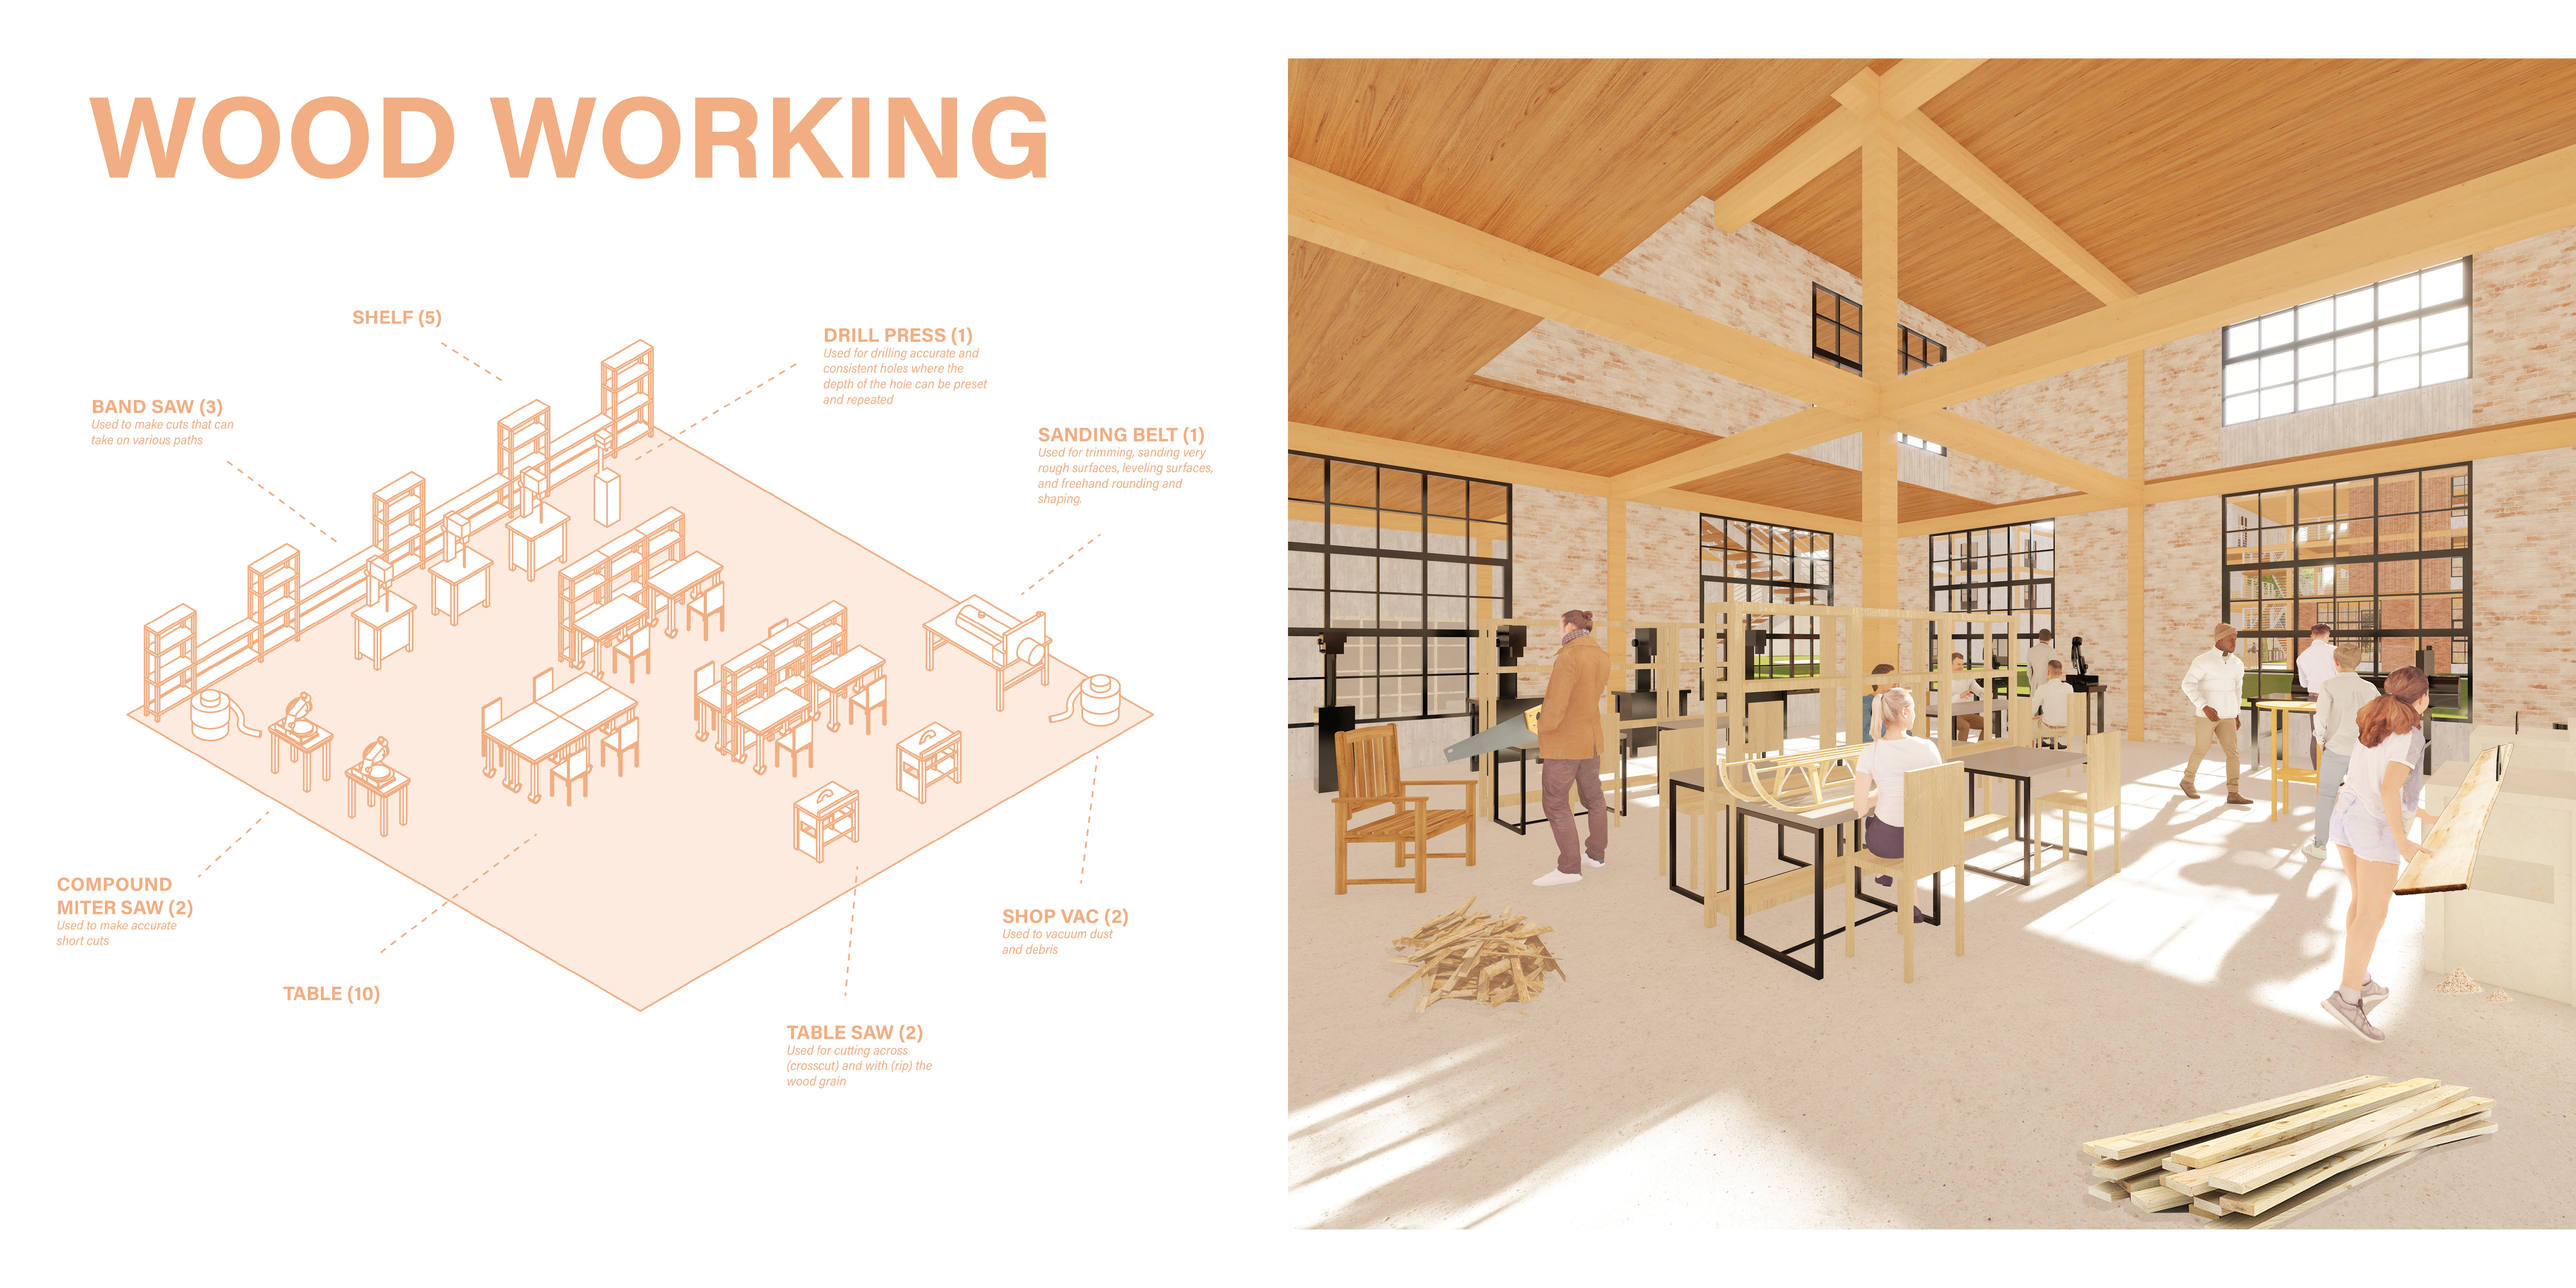 WOOD WORKING
SHELF (5)
DRILL PRESS (1)
Used for drilling accurate and
consistent holes where the
depth of the hole can be preset
and repeated
BAND SAW (3)
Used to make cuts that can
take on various paths
SANDING BELT (1)
Used for trimming, sanding very
rough surfaces, leveling surfaces,
and freehand rounding and
shaping.
COMPOUND
MITER SAW (2)
Used to make accurate
short cuts
SHOP VAC (2)
Used to vacuum dust
and debris
TABLE (10)
TABLE SAW (2)
Used for cutting across
(crosscut) and with (rip) the
wood grain